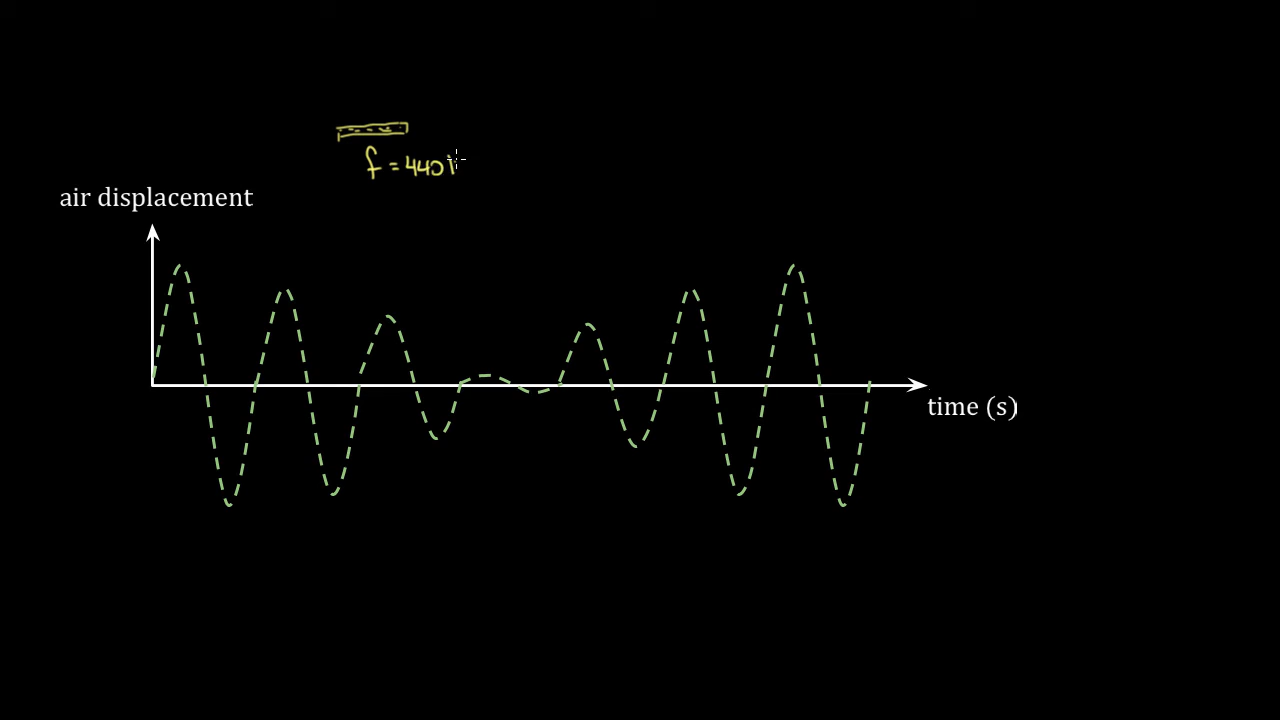 f = 440
air displacement
time (s)